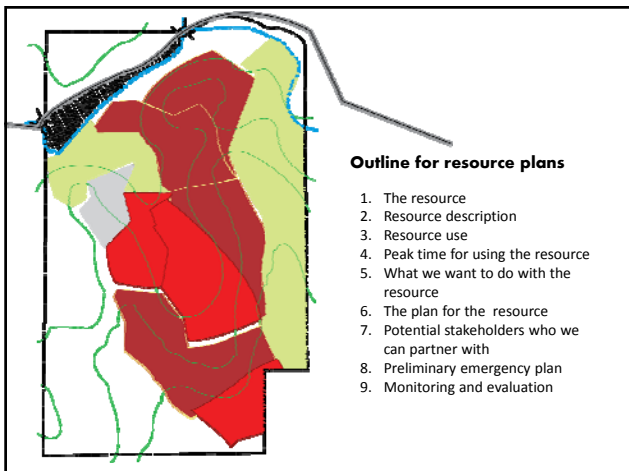 Outline for resource plans
1. The resource
2. Resource description
3. Resource use
4. Peak time for using the resource
5. What we want to do with the
resource
6. The plan for the resource
7. Potential stakeholders who we
can partner with
8. Preliminary emergency plan
9. Monitoring and evaluation